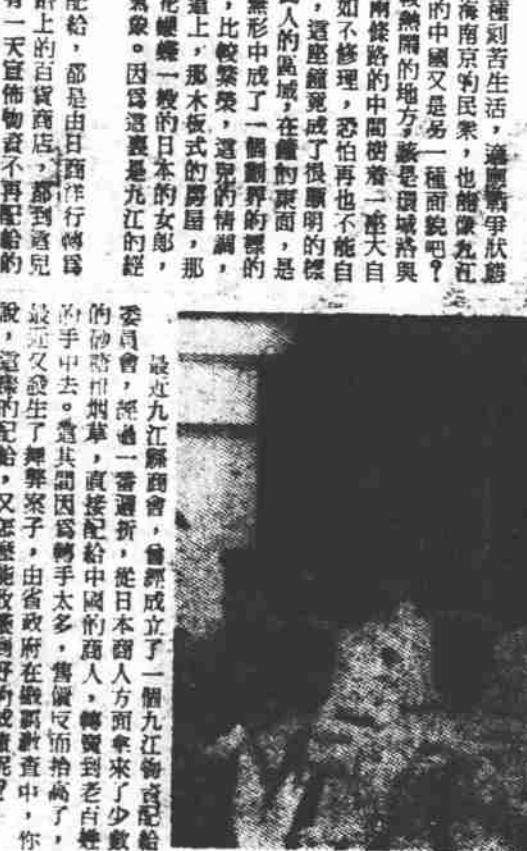 種刻苦生活，適應戰爭狀態
海南京的民衆，也能像九江
的中國又是另一種面貌吧？
熱閙的地方，該是環城路與
兩條路的中間樹着一座大自
如不修理，恐怕再也不能自
，這座鐘竟成了很顯明的標
人的區域，在鐘的東面，是
無形中成了一個劃界的標的
，比較繁榮，這兒的情調，
道上，那木板式的房屋，那
花蝴蝶一般的日本的女郎，
氣象。因爲這裏是九江的經
配給，都是由日商洋行轉爲
上的百貨商店，都到這兒
有一天宣佈物資不再配給的
最近九江縣商會，曾經成立了一個九江物資配給
委員會，經過一番週折，從日本商人方面拿來了少數
的砂糖和烟草，直接配給中國的商人，轉賣到老百姓
的手中去。這其間因爲轉手太多，售價反而抬高了，
最近又發生了舞弊案子，由省政府在徹查中，你
說，這樣的配給，又怎麽能收到好的成績呢？